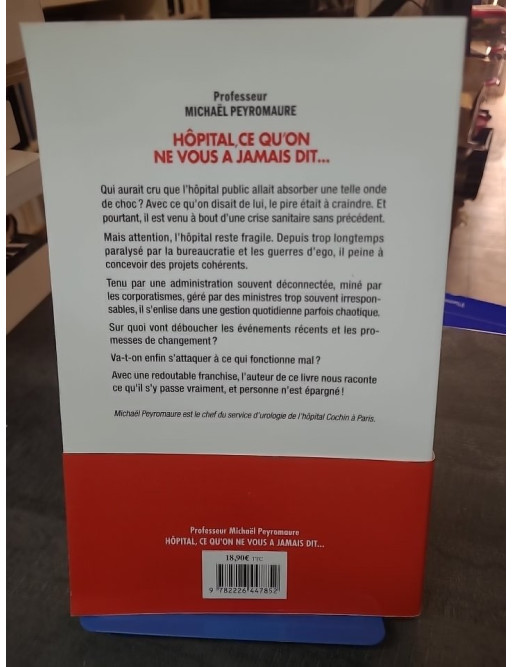 Professeur
MICHAËL PEYROMAURE
HÔPITAL, CE QU'ON
NE VOUS A JAMAIS DIT...
Qui aurait cru que l'hôpital public allait absorber une telle onde
de choc ? Avec ce qu'on disait de lui, le pire était à craindre. Et
pourtant, il est venu à bout d'une crise sanitaire sans précédent.
Mais attention, l'hôpital reste fragile. Depuis trop longtemps
paralysé par la bureaucratie et les guerres d'ego, il peine à
concevoir des projets cohérents.
Tenu par une administration souvent déconnectée, miné par
les corporatismes, géré par des ministres trop souvent irrespon-
sables, il s'enlise dans une gestion quotidienne parfois chaotique.
Sur quoi vont déboucher les événements récents et les pro-
messes de changement ?
Va-t-on enfin s'attaquer à ce qui fonctionne mal ?
Avec une redoutable franchise, l'auteur de ce livre nous raconte
ce qu'il s'y passe vraiment, et personne n'est épargné !
Michaël Peyromaure est le chef du service d'urologie de l'hôpital Cochin à Paris.
Professeur Michaël Peyromaure
HÔPITAL, CE QU'ON NE VOUS A JAMAIS DIT...
18,90€ TTC
9 782226 447852